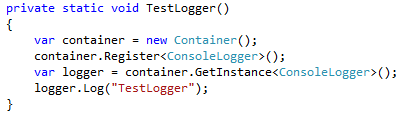 private static void TestLogger()
{
    var container = new Container();
    container.Register<ConsoleLogger>();
    var logger = container.GetInstance<ConsoleLogger>();
    logger.Log("TestLogger");
}